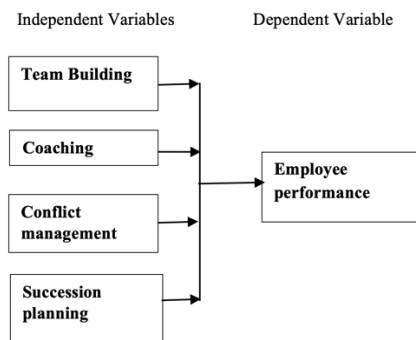 Independent Variables
Dependent Variable
Team Building
Coaching
Conflict
management
Succession
planning
Employee
performance